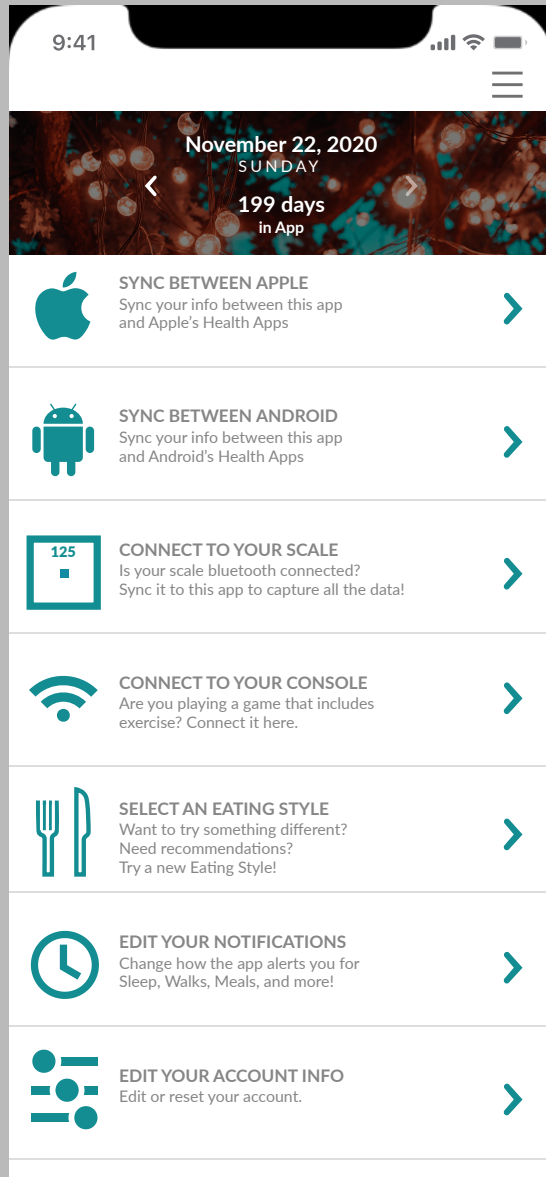 9:41
November 22, 2020
SUNDAY
199 days
in App
SYNC BETWEEN APPLE
Sync your info between this app
and Apple's Health Apps
SYNC BETWEEN ANDROID
Sync your info between this app
and Android's Health Apps
125
CONNECT TO YOUR SCALE
Is your scale bluetooth connected?
Sync it to this app to capture all the data!
CONNECT TO YOUR CONSOLE
Are you playing a game that includes
exercise? Connect it here.
SELECT AN EATING STYLE
Want to try something different?
Need recommendations?
Try a new Eating Style!
EDIT YOUR NOTIFICATIONS
Change how the app alerts you for
Sleep, Walks, Meals, and more!
EDIT YOUR ACCOUNT INFO
Edit or reset your account.